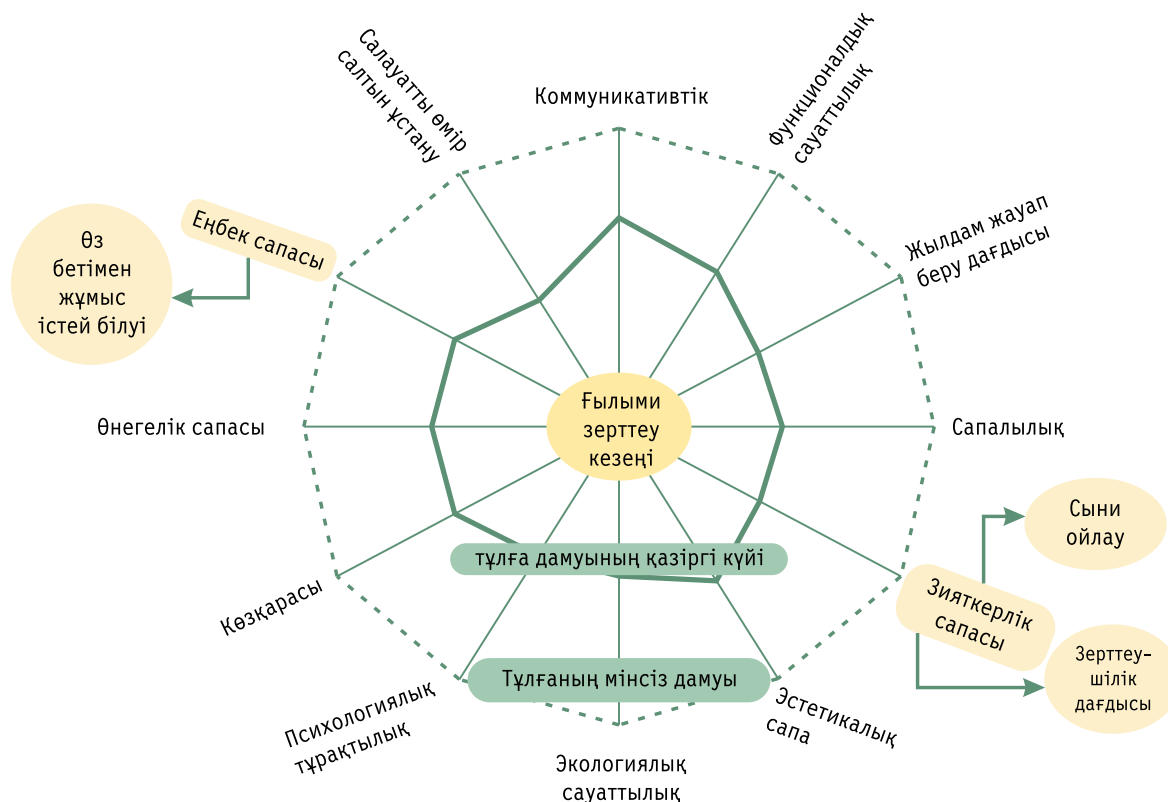 Коммуникативтік
Функционалдық
сауаттылық
Жылдам жауап
беру дағдысы
Сапалылық
Сыни
ойлау
Зияткерлік
сапасы
Зерттеу–
шілік
дағдысы
Эстетикалық
сапа
Экологиялық
сауаттылық
Психологиялық
тұрақтылық
Көзқарасы
Өнегелік сапасы
Еңбек сапасы
Өз
бетімен
жұмыс
істей білуі
Салауатты өмір
салтын ұстану
Ғылыми
зерттеу
кезеңі
тұлға дамуының қазіргі күйі
Тұлғаның мінсіз дамуы